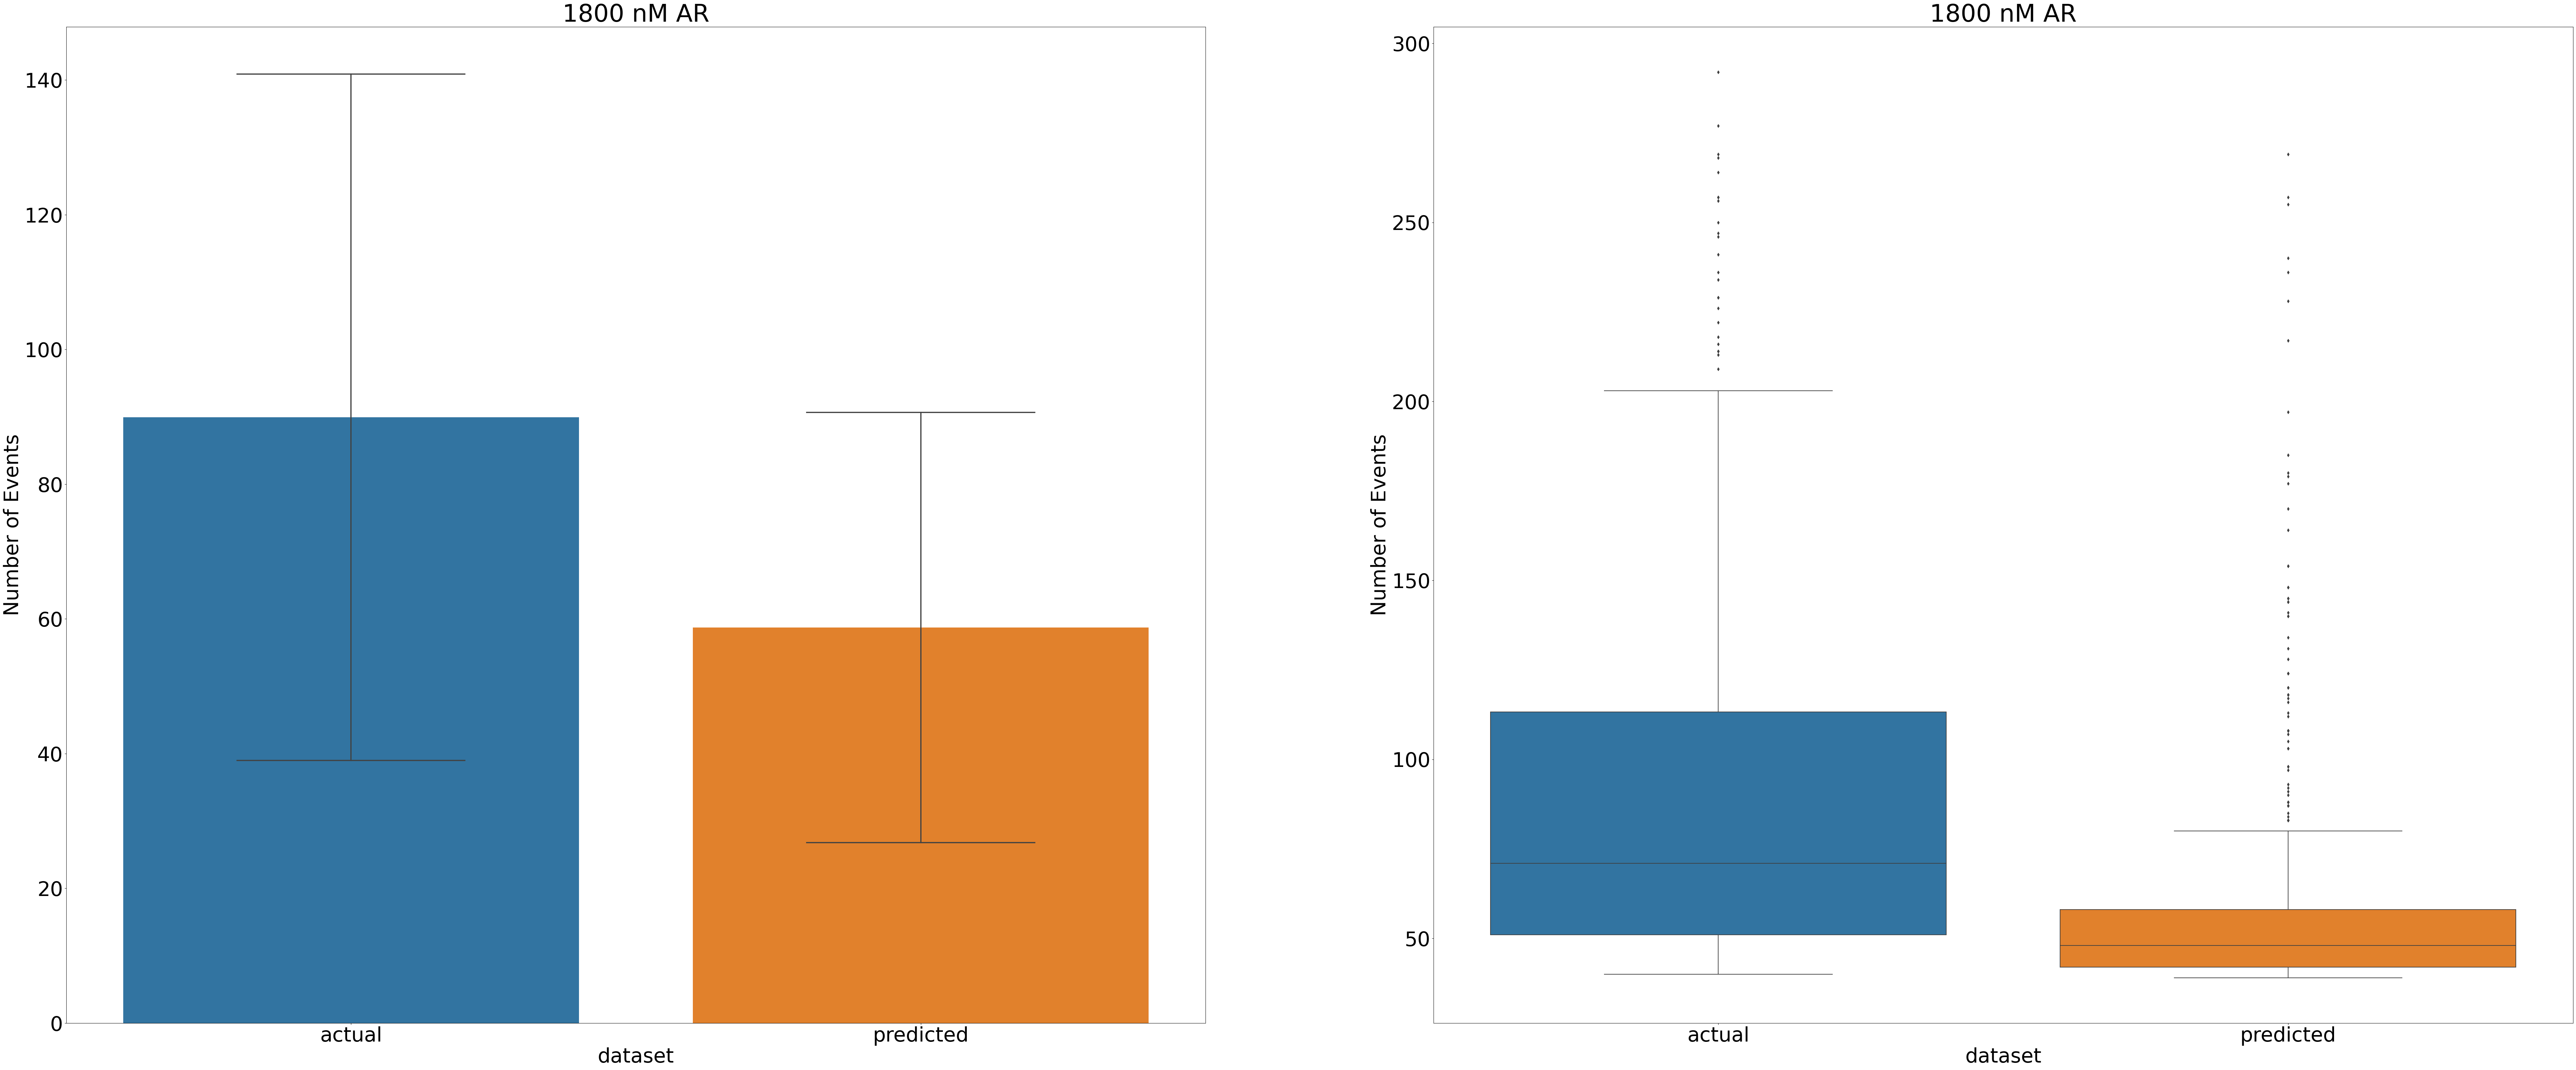 1800 nM AR
140
120
100
80
60
40
20
0
Number of Events
actual
predicted
dataset
1800 nM AR
300
250
200
150
100
50
Number of Events
actual
predicted
dataset